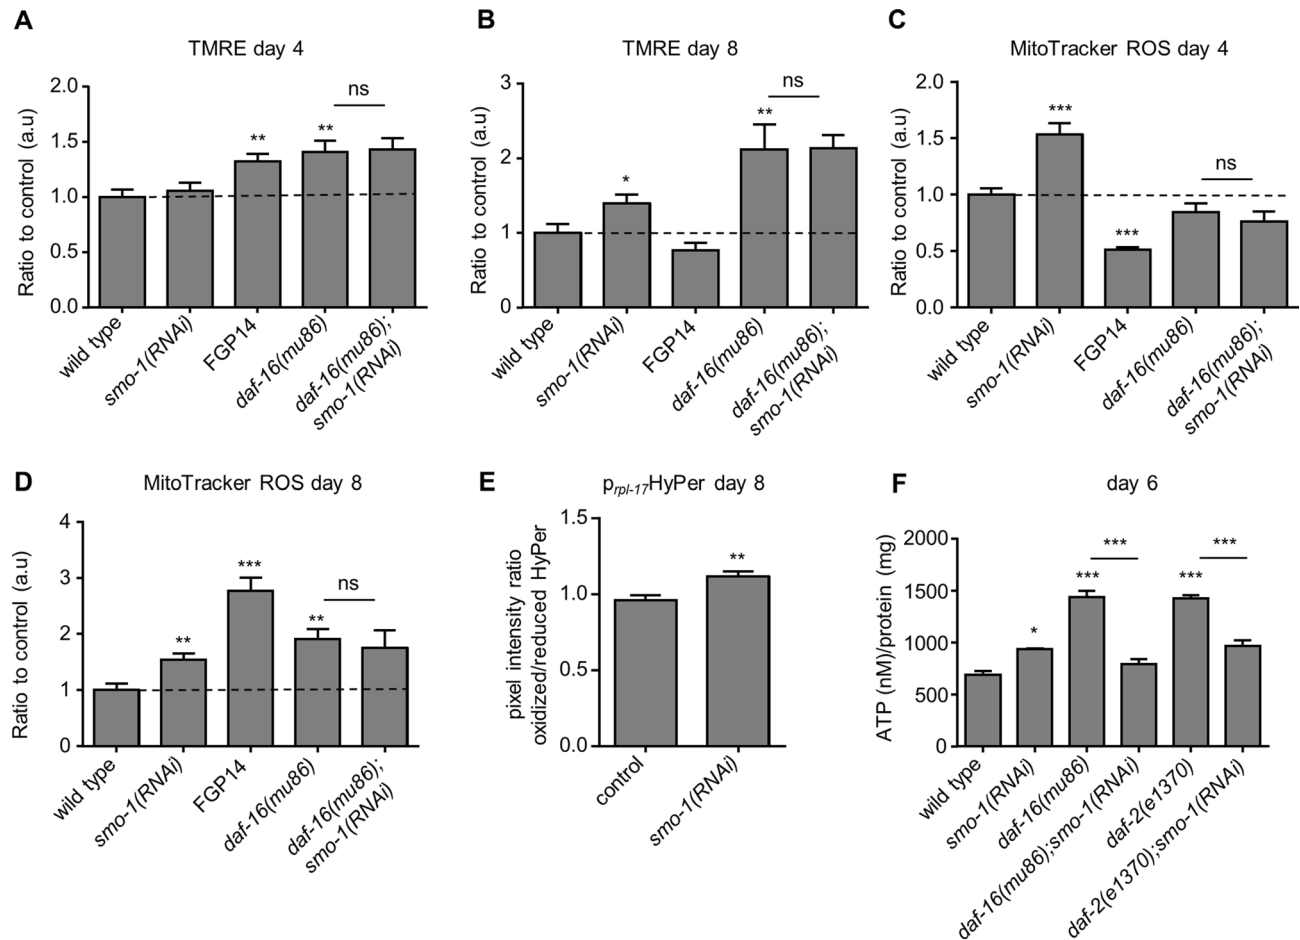 A
TMRE day 4
Ratio to control (a.u)
2.0
1.5
1.0
0.5
0.0
**
**
ns
wild type
smo-1(RNAi)
FGP14
daf-16(mu86)
daf-16(mu86);
smo-1(RNAi)
B
TMRE day 8
Ratio to control (a.u)
3
2
1
0
*
**
ns
wild type
smo-1(RNAi)
FGP14
daf-16(mu86)
daf-16(mu86);
smo-1(RNAi)
C
MitoTracker ROS day 4
Ratio to control (a.u)
2.0
1.5
1.0
0.5
0.0
***
***
ns
wild type
smo-1(RNAi)
FGP14
daf-16(mu86)
daf-16(mu86);
smo-1(RNAi)
D
MitoTracker ROS day 8
Ratio to control (a.u)
4
3
2
1
0
**
***
**
ns
wild type
smo-1(RNAi)
FGP14
daf-16(mu86)
daf-16(mu86);
smo-1(RNAi)
E
prpl-17HyPer day 8
pixel intensity ratio
oxidized/reduced HyPer
1.5
1.0
0.5
0.0
**
control
smo-1(RNAi)
F
day 6
ATP (nM)/protein (mg)
2000
1500
1000
500
0
*
***
***
***
***
wild type
smo-1(RNAi)
daf-16(mu86)
daf-16(mu86);smo-1(RNAi)
daf-2(e1370)
daf-2(e1370);smo-1(RNAi)